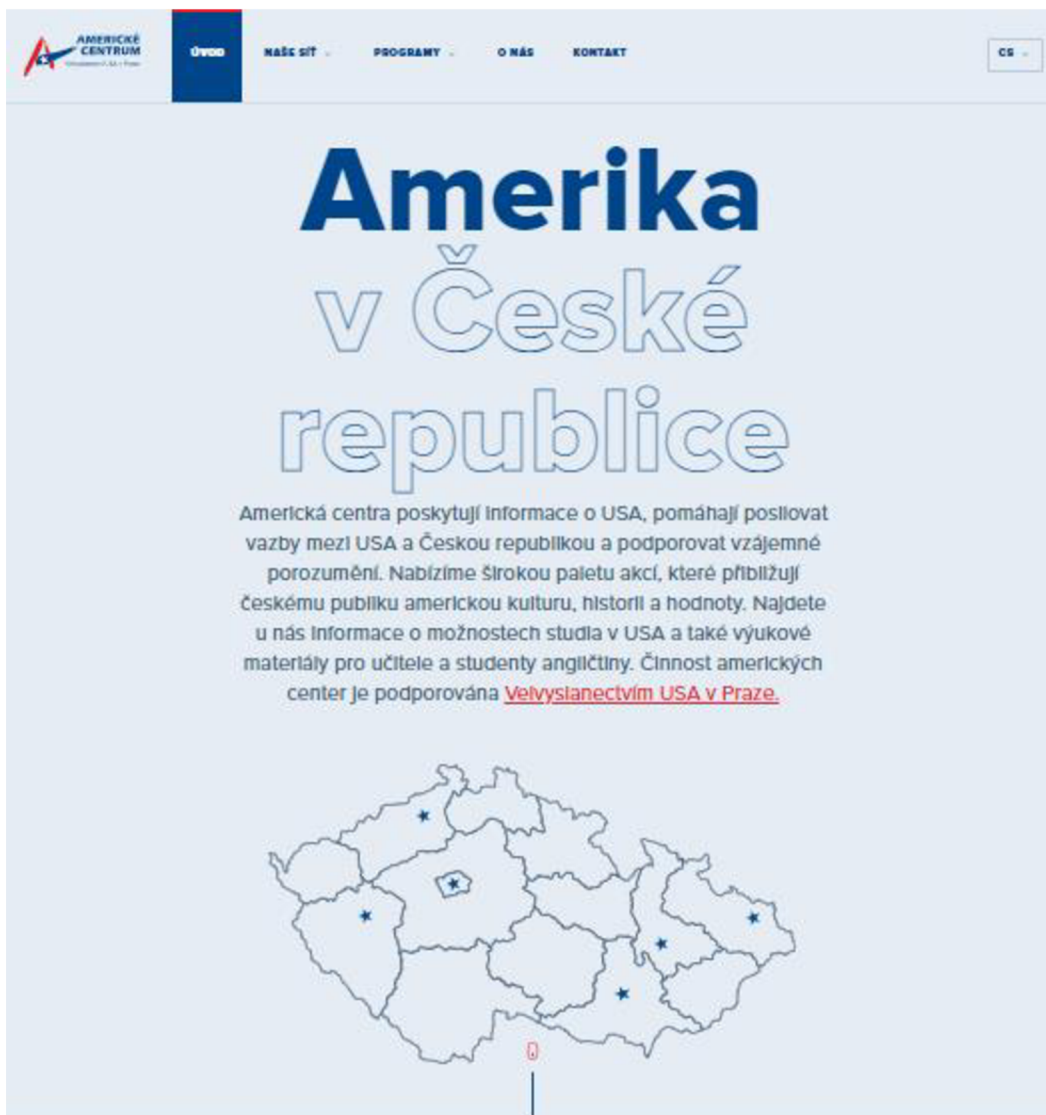 AMERICKÉ
CENTRUM
Velvyslanectví USA v Praze
ÚVOD
NAŠE SÍŤ
PROGRAMY
O NÁS
KONTAKT
CS
Amerika
v České
republice
Americká centra poskytují informace o USA, pomáhají posilovat
vazby mezi USA a Českou republikou a podporovat vzájemné
porozumění. Nabízíme širokou paletu akcí, které přibližují
českému publiku americkou kulturu, historii a hodnoty. Najdete
u nás informace o možnostech studia v USA a také výukové
materiály pro učitele a studenty angličtiny. Činnost amerických
center je podporována Velvyslanectvím USA v Praze.